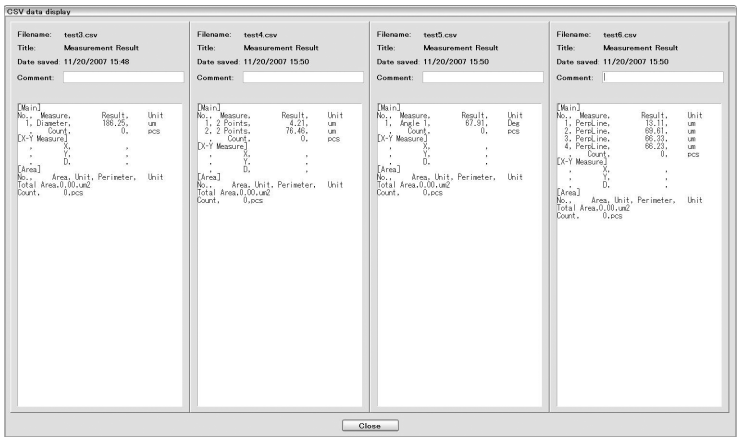 CSV data display
Filename: test3.csv
Title: Measurement Result
Date saved: 11/20/2007 15:48
Comment:
[Main]
No., Measure, Result, Unit
1, Diameter, 186.25, um
, Count, 0, pcs
[X-Y Measure]
, X, ,
, Y, ,
, D, ,
[Area]
No., Area, Unit, Perimeter, Unit
Total Area,0.00,um2
Count, 0,pcs
Filename: test4.csv
Title: Measurement Result
Date saved: 11/20/2007 15:50
Comment:
[Main]
No., Measure, Result, Unit
1, 2 Points, 4.21, um
2, 2 Points, 76.46, um
, Count, 0, pcs
[X-Y Measure]
, X, ,
, Y, ,
, D, ,
[Area]
No., Area, Unit, Perimeter, Unit
Total Area,0.00,um2
Count, 0,pcs
Filename: test5.csv
Title: Measurement Result
Date saved: 11/20/2007 15:50
Comment:
[Main]
No., Measure, Result, Unit
1, Angle 1, 67.91, Deg
, Count, 0, pcs
[X-Y Measure]
, X, ,
, Y, ,
, D, ,
[Area]
No., Area, Unit, Perimeter, Unit
Total Area,0.00,um2
Count, 0,pcs
Filename: test6.csv
Title: Measurement Result
Date saved: 11/20/2007 15:50
Comment:
[Main]
No., Measure, Result, Unit
1, PerpLine, 13.11, um
2, PerpLine, 69.61, um
3, PerpLine, 66.33, um
4, PerpLine, 66.23, um
, Count, 0, pcs
[X-Y Measure]
, X, ,
, Y, ,
, D, ,
[Area]
No., Area, Unit, Perimeter, Unit
Total Area,0.00,um2
Count, 0,pcs
Close